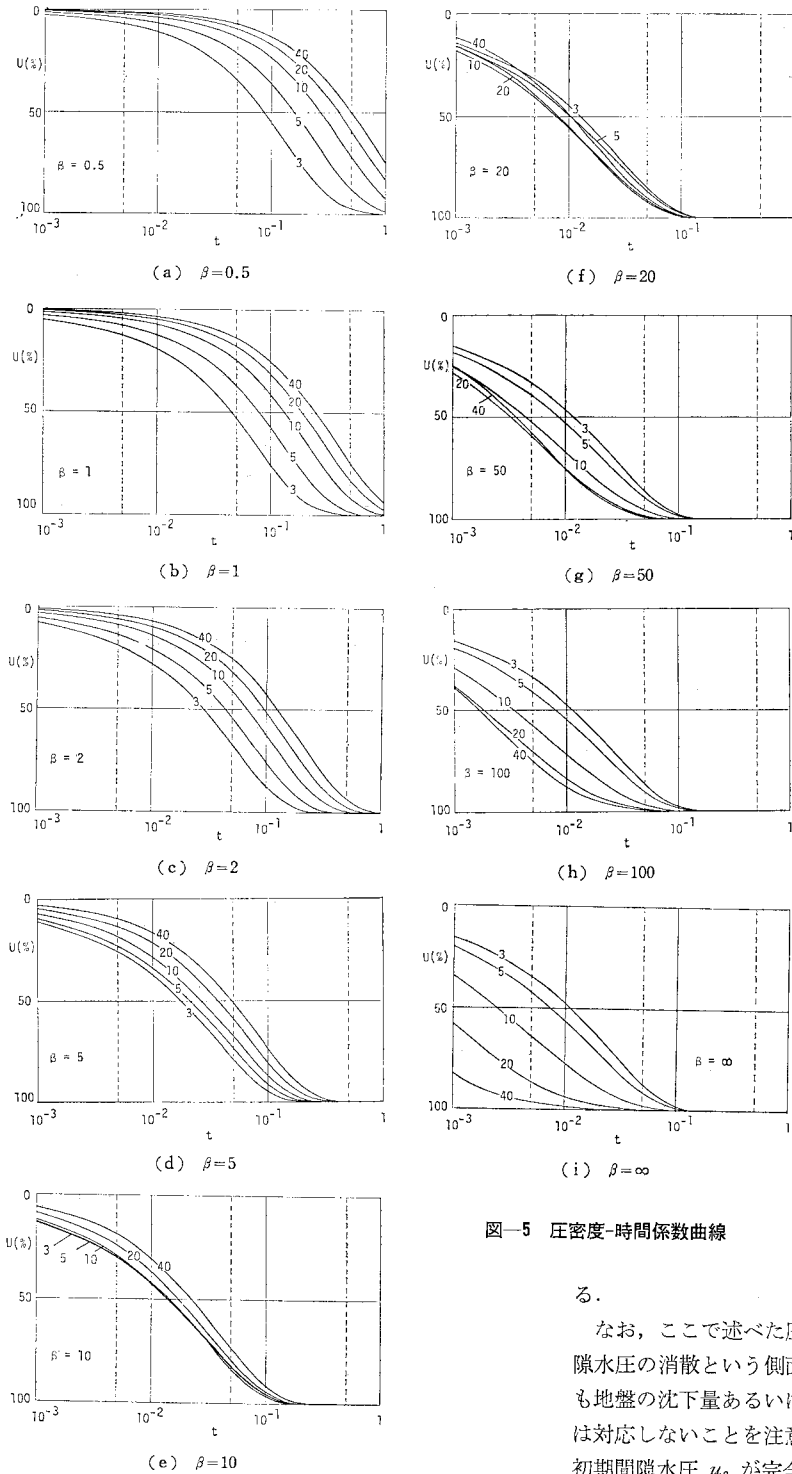 0
U(%)
50
100
β = 0.5
40
20
10
5
3
10⁻³ 10⁻² 10⁻¹ 1
t
(a) β=0.5
0
U(%)
50
100
β = 1
40
20
10
5
3
10⁻³ 10⁻² 10⁻¹ 1
t
(b) β=1
0
U(%)
50
100
β = 2
40
20
10
5
3
10⁻³ 10⁻² 10⁻¹ 1
t
(c) β=2
0
U(%)
50
100
β = 5
40
20
10
5
3
10⁻³ 10⁻² 10⁻¹ 1
t
(d) β=5
0
U(%)
50
100
β = 10
3 5 10 20 40
10⁻³ 10⁻² 10⁻¹ 1
t
(e) β=10
0
U(%)
50
100
β = 20
40
10
20
3
5
10⁻³ 10⁻² 10⁻¹ 1
t
(f) β=20
0
U(%)
50
100
β = 50
20
40
3
5
10
10⁻³ 10⁻² 10⁻¹ 1
t
(g) β=50
0
U(%)
50
100
β = 100
3
5
10
20
40
10⁻³ 10⁻² 10⁻¹ 1
t
(h) β=100
0
U(%)
50
100
β = ∞
3
5
10
20
40
10⁻³ 10⁻² 10⁻¹ 1
t
(i) β=∞
図―5 圧密度-時間係数曲線
る.
なお，ここで述べた圧
隙水圧の消散という側面
も地盤の沈下量あるいに
は対応しないことを注意
初期間隙水圧 u₀ が完全